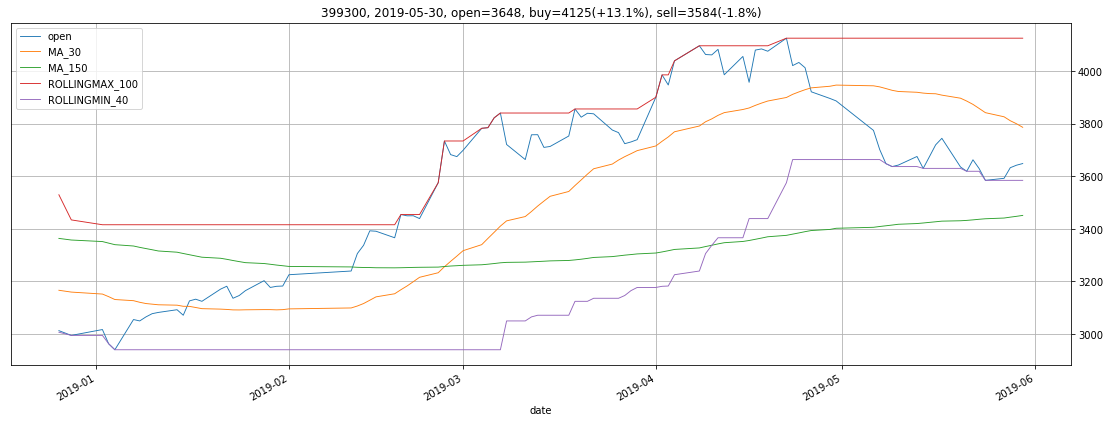 399300, 2019-05-30, open=3648, buy=4125(+13.1%), sell=3584(-1.8%)
open
MA_30
MA_150
ROLLINGMAX_100
ROLLINGMIN_40
4000
3800
3600
3400
3200
3000
2019-01
2019-02
2019-03
2019-04
2019-05
2019-06
date